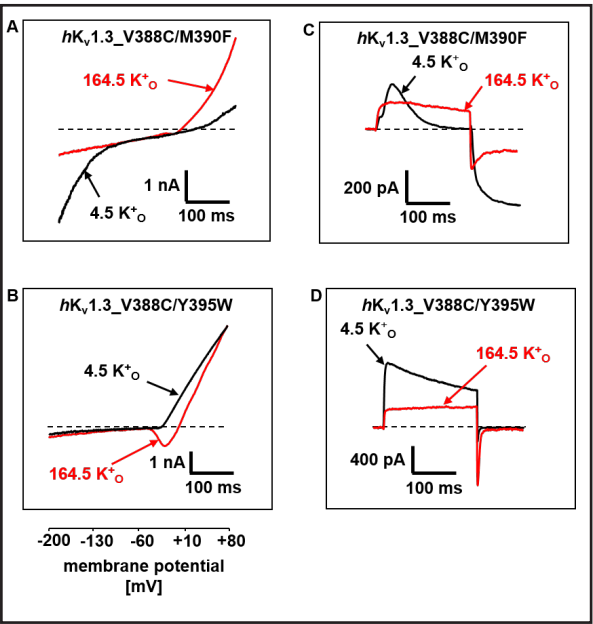 A
hKv1.3_V388C/M390F
164.5 K+O
4.5 K+O
1 nA
100 ms
C
hKv1.3_V388C/M390F
4.5 K+O
164.5 K+O
200 pA
100 ms
B
hKv1.3_V388C/Y395W
4.5 K+O
164.5 K+O
1 nA
100 ms
D
hKv1.3_V388C/Y395W
4.5 K+O
164.5 K+O
400 pA
100 ms
-200 -130 -60 +10 +80
membrane potential
[mV]